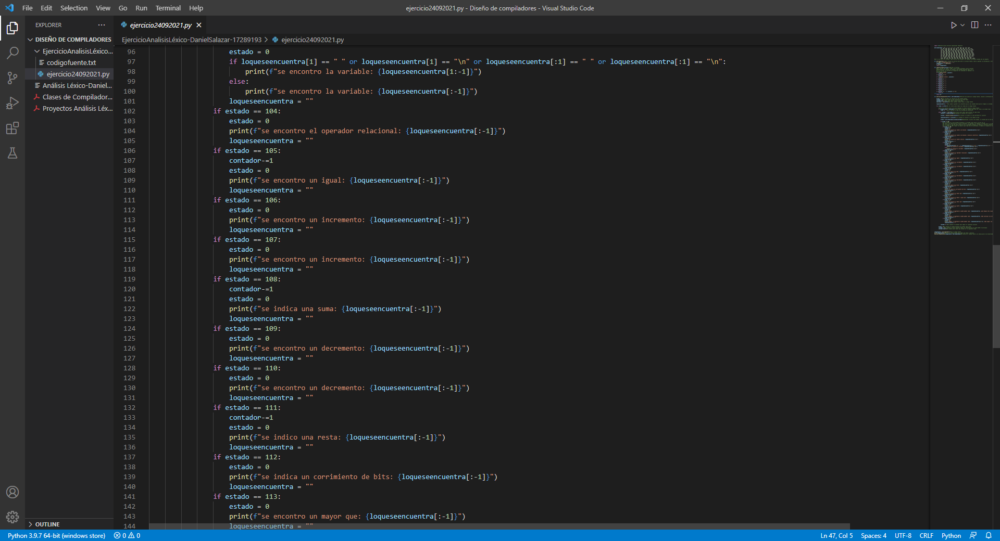 File Edit Selection View Go Run Terminal Help
ejercicio24092021.py - Diseño de compiladores - Visual Studio Code
EXPLORER
DISEÑO DE COMPILADORES
EjercicioAnalisisLéxico...
codigofuente.txt
ejercicio24092021.py
Análisis Léxico-Daniel...
Clases de Compilador...
Proyectos Análisis Léx...
OUTLINE
ejercicio24092021.py
EjercicioAnalisisLéxico-DanielSalazar-17289193 > ejercicio24092021.py
96 estado = 0
97 if loqueseencuentra[1] == " " or loqueseencuentra[1] == "\n" or loqueseencuentra[:1] == " " or loqueseencuentra[:1] == "\n":
98 print(f"se encontro la variable: {loqueseencuentra[1:-1]}")
99 else:
100 print(f"se encontro la variable: {loqueseencuentra[:-1]}")
101 loqueseencuentra = ""
102 if estado == 104:
103 estado = 0
104 print(f"se encontro el operador relacional: {loqueseencuentra[:-1]}")
105 loqueseencuentra = ""
106 if estado == 105:
107 contador-=1
108 estado = 0
109 print(f"se encontro un igual: {loqueseencuentra[:-1]}")
110 loqueseencuentra = ""
111 if estado == 106:
112 estado = 0
113 print(f"se encontro un incremento: {loqueseencuentra[:-1]}")
114 loqueseencuentra = ""
115 if estado == 107:
116 estado = 0
117 print(f"se encontro un incremento: {loqueseencuentra[:-1]}")
118 loqueseencuentra = ""
119 if estado == 108:
120 contador-=1
121 estado = 0
122 print(f"se indica una suma: {loqueseencuentra[:-1]}")
123 loqueseencuentra = ""
124 if estado == 109:
125 estado = 0
126 print(f"se encontro un decremento: {loqueseencuentra[:-1]}")
127 loqueseencuentra = ""
128 if estado == 110:
129 estado = 0
130 print(f"se encontro un decremento: {loqueseencuentra[:-1]}")
131 loqueseencuentra = ""
132 if estado == 111:
133 contador-=1
134 estado = 0
135 print(f"se indico una resta: {loqueseencuentra[:-1]}")
136 loqueseencuentra = ""
137 if estado == 112:
138 estado = 0
139 print(f"se indica un corrimiento de bits: {loqueseencuentra[:-1]}")
140 loqueseencuentra = ""
141 if estado == 113:
142 estado = 0
143 print(f"se encontro un mayor que: {loqueseencuentra[:-1]}")
144 loqueseencuentra = ""
Python 3.9.7 64-bit (windows store) 0 0
Ln 47, Col 5 Spaces: 4 UTF-8 CRLF Python